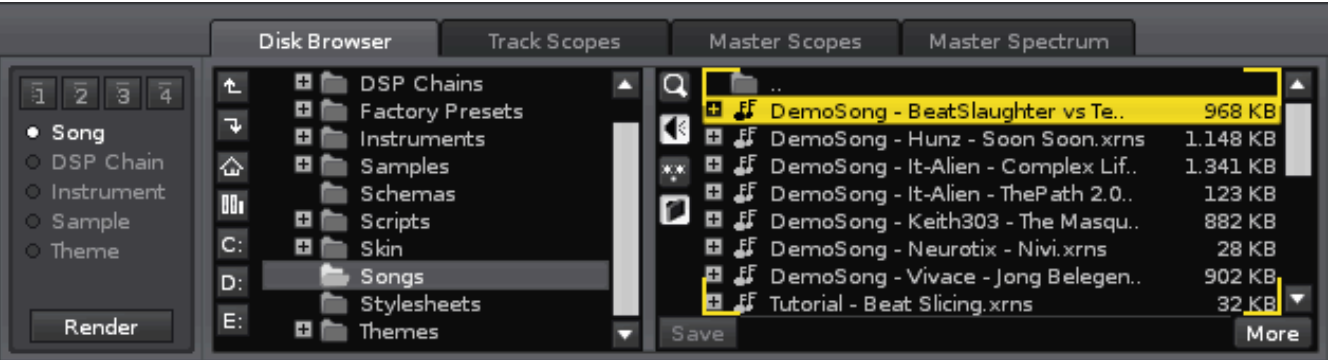 Disk Browser Track Scopes Master Scopes Master Spectrum
1 2 3 4
Song
DSP Chain
Instrument
Sample
Theme
Render
C:
D:
E:
DSP Chains
Factory Presets
Instruments
Samples
Schemas
Scripts
Skin
Songs
Stylesheets
Themes
..
DemoSong - BeatSlaughter vs Te.. 968 KB
DemoSong - Hunz - Soon Soon.xrns 1.148 KB
DemoSong - It-Alien - Complex Lif.. 1.341 KB
DemoSong - It-Alien - ThePath 2.0.. 123 KB
DemoSong - Keith303 - The Masqu.. 882 KB
DemoSong - Neurotix - Nivi.xrns 28 KB
DemoSong - Vivace - Jong Belegen.. 902 KB
Tutorial - Beat Slicing.xrns 32 KB
Save More